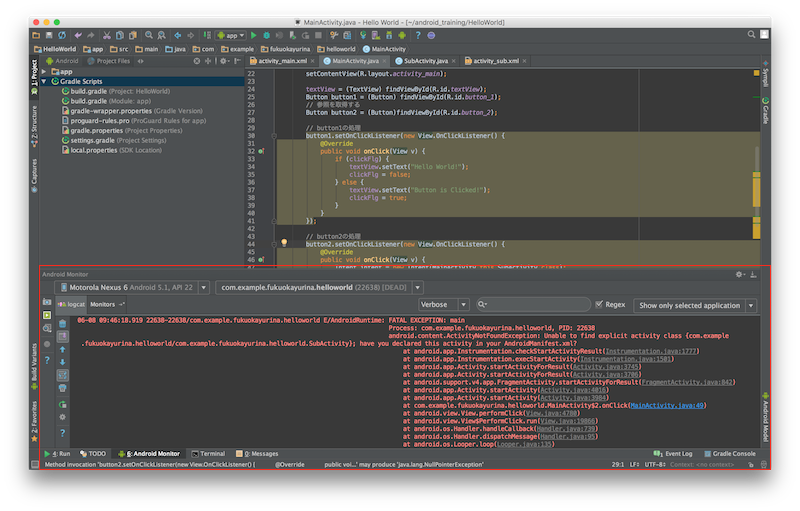 MainActivity.java - Hello World - [~/android_training/HelloWorld]
app
HelloWorld app src main java com example fukuokayurina helloworld MainActivity
Android Project Files
activity_main.xml MainActivity.java SubActivity.java activity_sub.xml
1: Project
Z: Structure
Captures
Build Variants
2: Favorites
Gradle
Android Model
app
Gradle Scripts
build.gradle (Project: HelloWorld)
build.gradle (Module: app)
gradle-wrapper.properties (Gradle Version)
proguard-rules.pro (ProGuard Rules for app)
gradle.properties (Project Properties)
settings.gradle (Project Settings)
local.properties (SDK Location)
22 setContentView(R.layout.activity_main);
23
24 textView = (TextView) findViewById(R.id.textView);
25 Button button1 = (Button) findViewById(R.id.button_1);
26 // 参照を取得する
27 Button button2 = (Button)findViewById(R.id.button_2);
28
29 // button1の処理
30 button1.setOnClickListener(new View.OnClickListener() {
31 @Override
32 public void onClick(View v) {
33 if (clickFlg) {
34 textView.setText("Hello World!");
35 clickFlg = false;
36 } else {
37 textView.setText("Button is Clicked!");
38 clickFlg = true;
39 }
40 }
41 });
42
43 // button2の処理
44 button2.setOnClickListener(new View.OnClickListener() {
45 @Override
46 public void onClick(View v) {
Android Monitor
Motorola Nexus 6 Android 5.1, API 22 com.example.fukuokayurina.helloworld (22638) [DEAD]
logcat Monitors Verbose Regex Show only selected application
06-08 09:46:18.919 22638-22638/com.example.fukuokayurina.helloworld E/AndroidRuntime: FATAL EXCEPTION: main
Process: com.example.fukuokayurina.helloworld, PID: 22638
android.content.ActivityNotFoundException: Unable to find explicit activity class {com.example
.fukuokayurina.helloworld/com.example.fukuokayurina.helloworld.SubActivity}; have you declared this activity in your AndroidManifest.xml?
at android.app.Instrumentation.checkStartActivityResult(Instrumentation.java:1777)
at android.app.Instrumentation.execStartActivity(Instrumentation.java:1501)
at android.app.Activity.startActivityForResult(Activity.java:3745)
at android.app.Activity.startActivityForResult(Activity.java:3706)
at android.support.v4.app.FragmentActivity.startActivityForResult(FragmentActivity.java:842)
at android.app.Activity.startActivity(Activity.java:4016)
at android.app.Activity.startActivity(Activity.java:3984)
at com.example.fukuokayurina.helloworld.MainActivity$2.onClick(MainActivity.java:49)
at android.view.View.performClick(View.java:4780)
at android.view.View$PerformClick.run(View.java:19866)
at android.os.Handler.handleCallback(Handler.java:739)
at android.os.Handler.dispatchMessage(Handler.java:95)
at android.os.Looper.loop(Looper.java:135)
4: Run TODO 6: Android Monitor Terminal 0: Messages Event Log Gradle Console
Method invocation 'button2.setOnClickListener(new View.OnClickListener() { @Override public voi...' may produce 'java.lang.NullPointerException' 29:1 LF÷ UTF-8÷ Context: <no context>